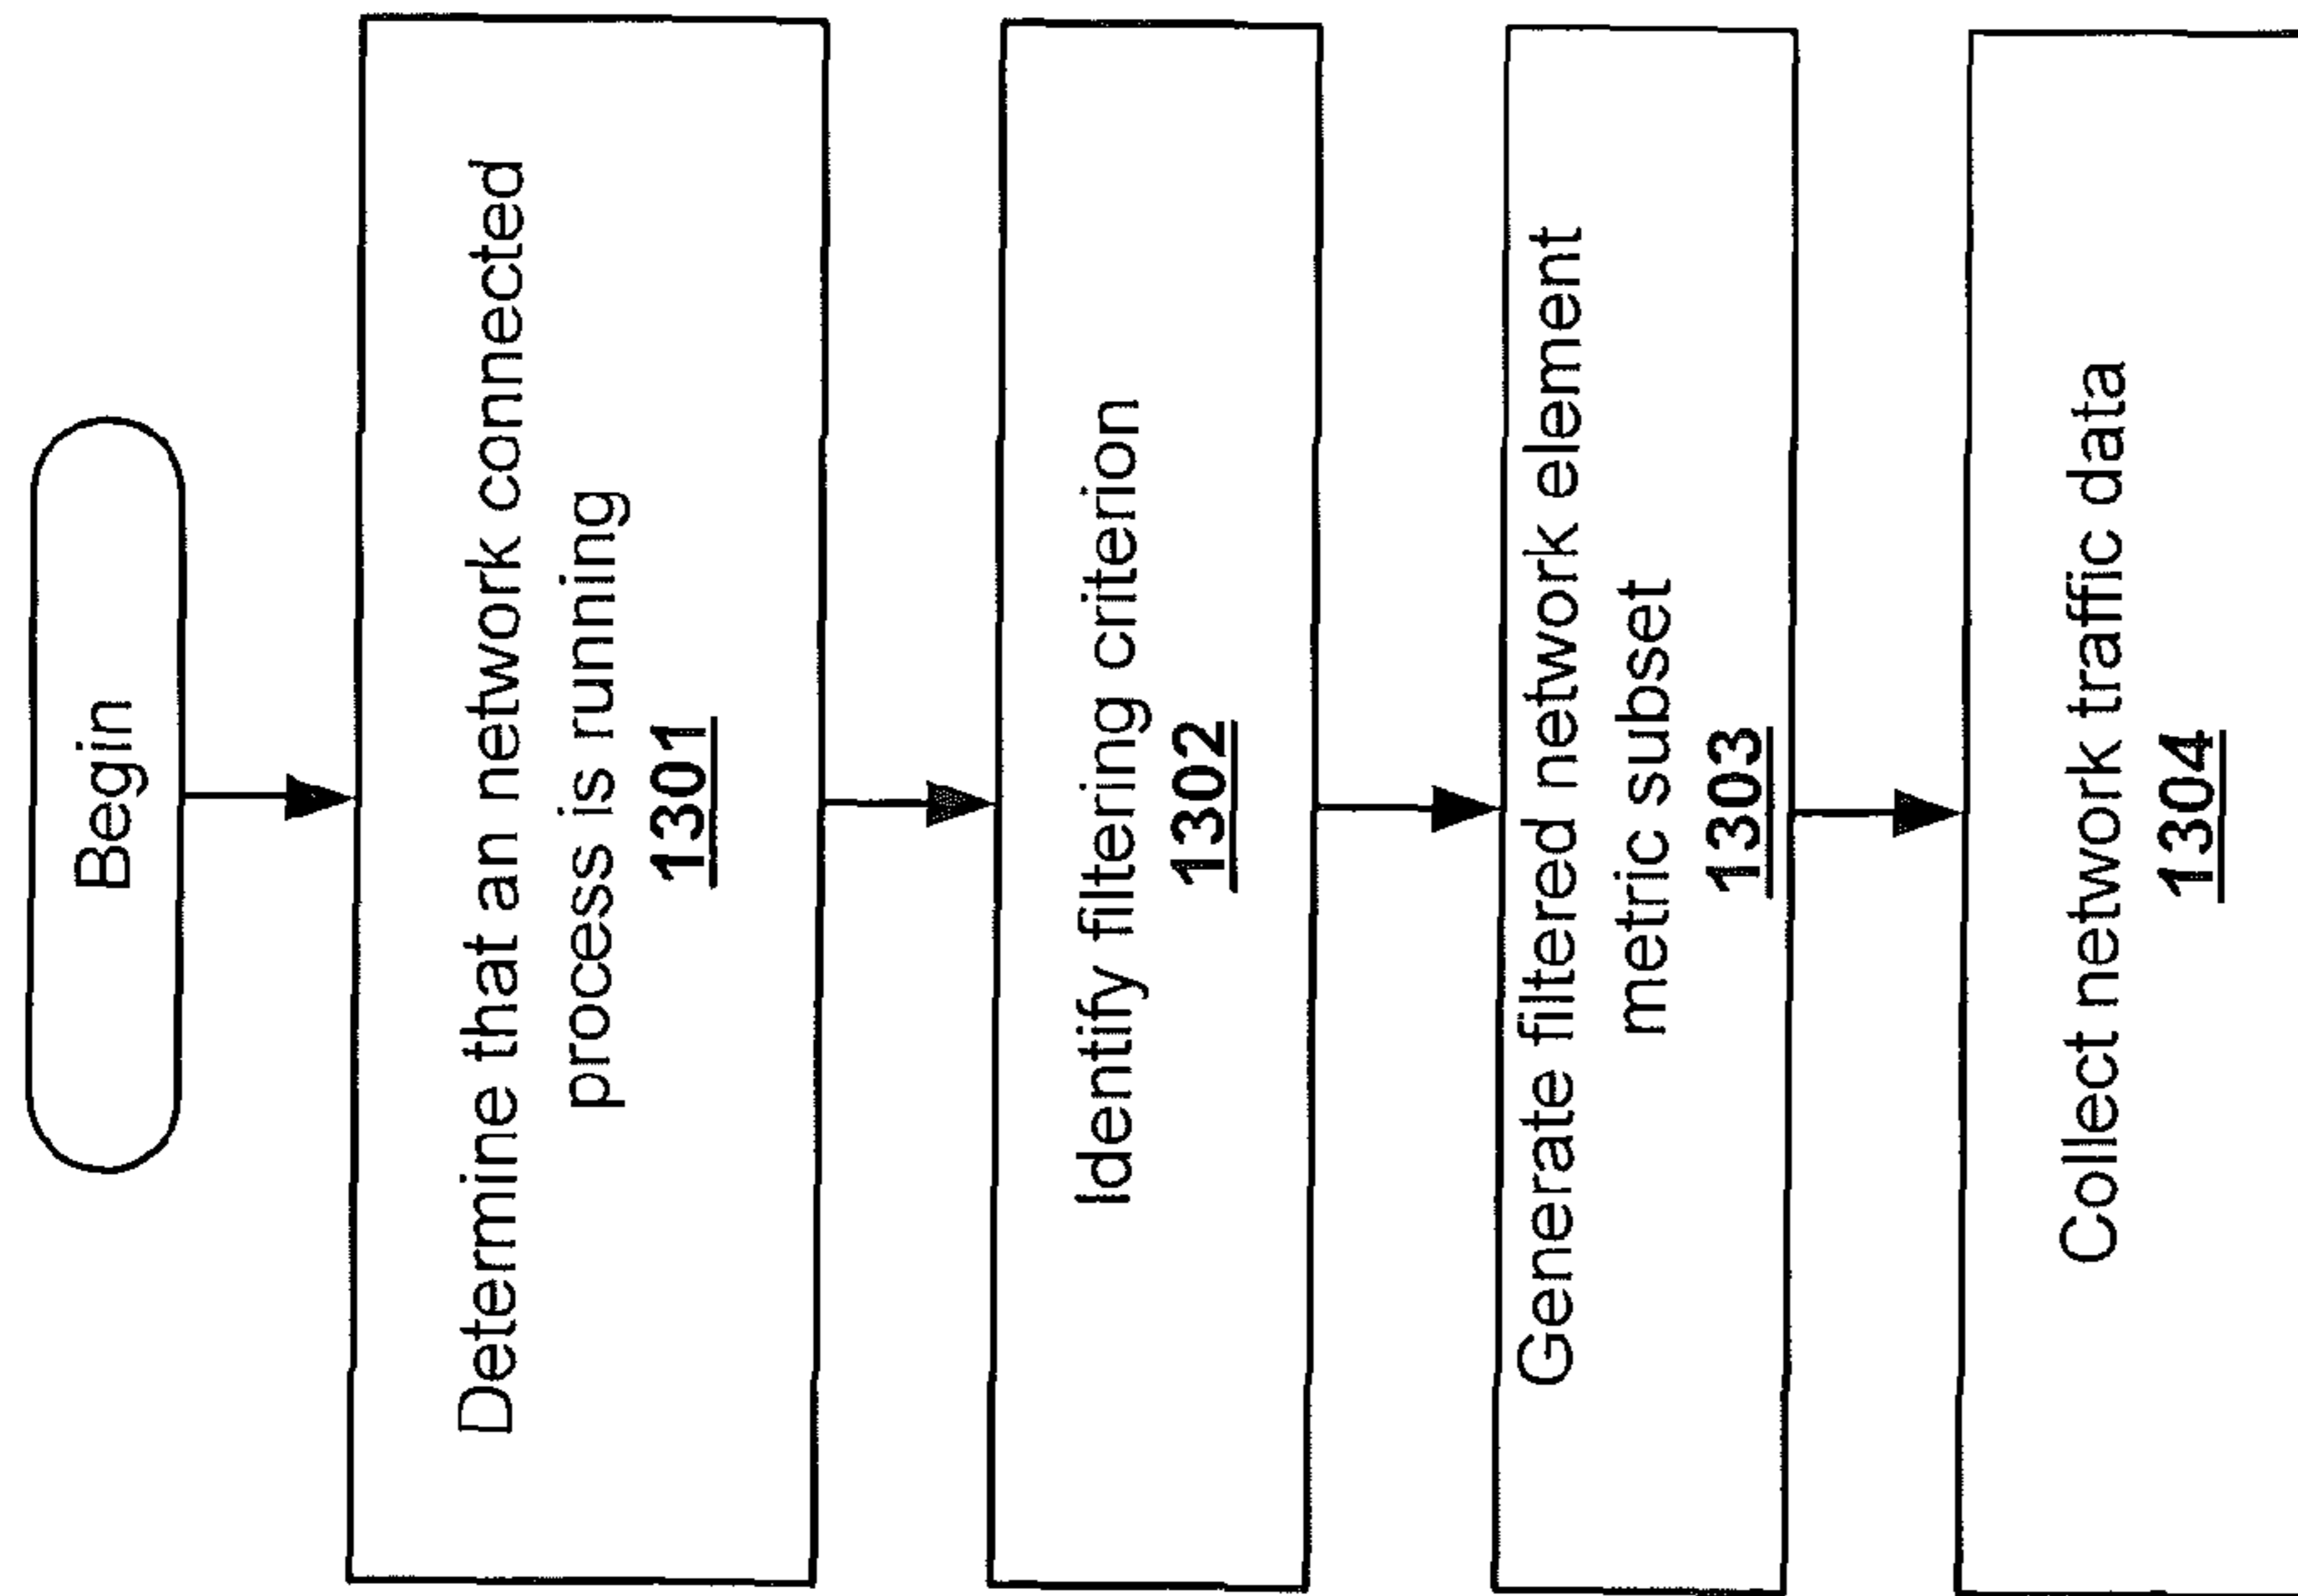 Begin
Determine that an network connected
process is running
1301
Identify filtering criterion
1302
Generate filtered network element
metric subset
1303
Collect network traffic data
1304